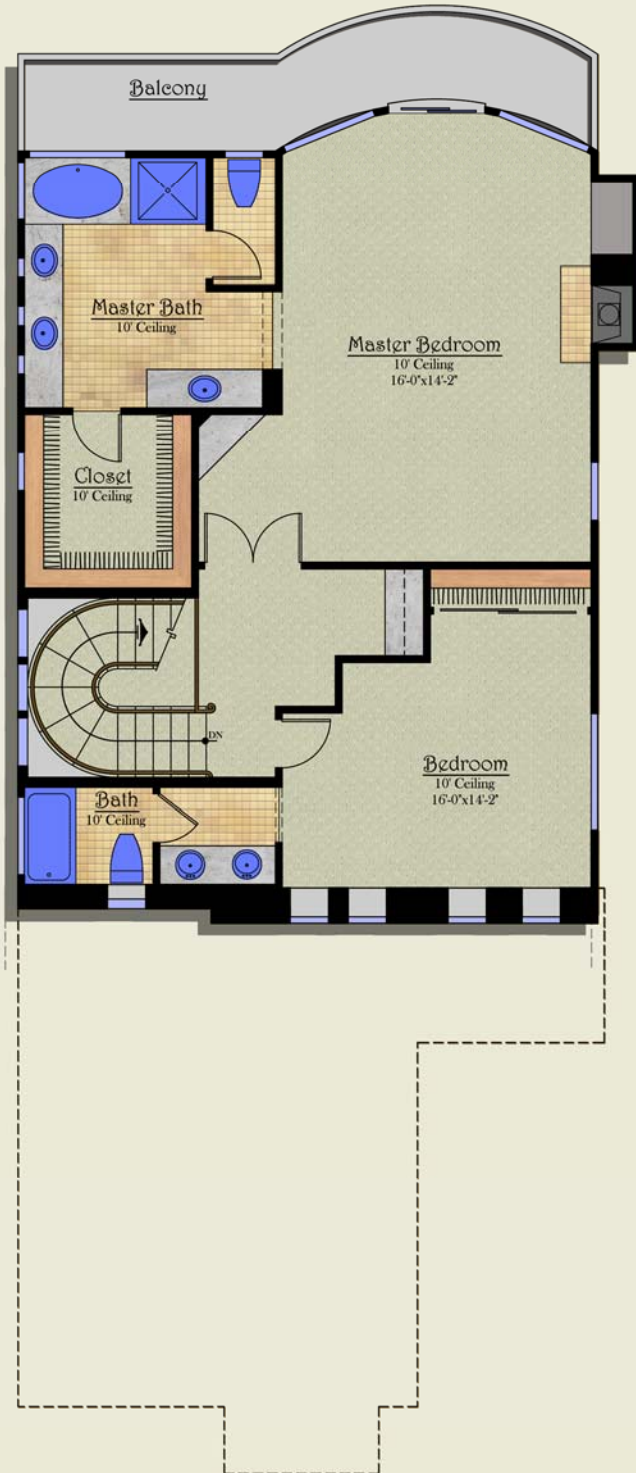 Balcony
Master Bath
10' Ceiling
Master Bedroom
10' Ceiling
16'-0"x14'-2"
Closet
10' Ceiling
DN
Bedroom
10' Ceiling
16'-0"x14'-2"
Bath
10' Ceiling